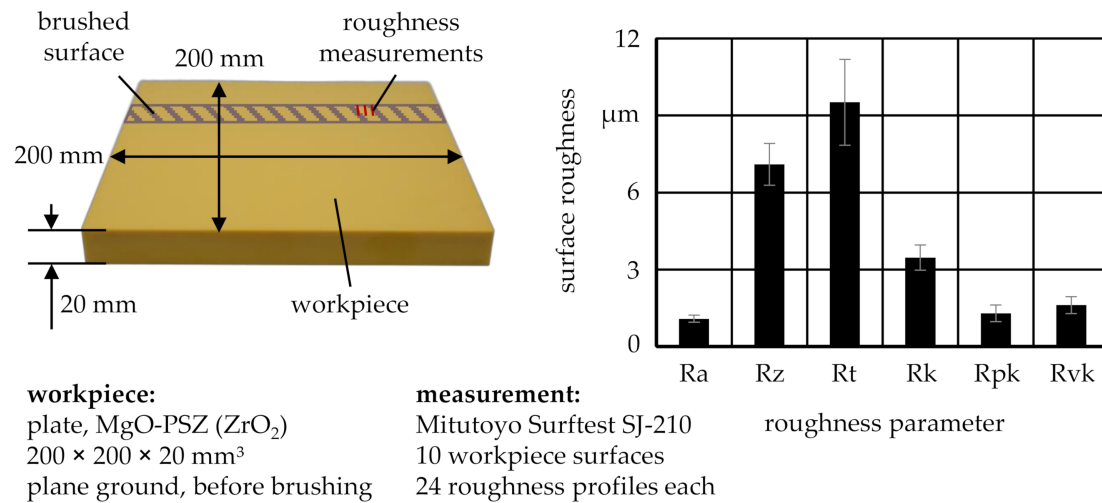 brushed
surface
200 mm
roughness
measurements
200 mm
20 mm
workpiece
workpiece:
plate, MgO-PSZ (ZrO₂)
200 × 200 × 20 mm³
plane ground, before brushing
measurement:
Mitutoyo Surftest SJ-210
10 workpiece surfaces
24 roughness profiles each
surface roughness
12
µm
6
3
0
Ra Rz Rt Rk Rpk Rvk
roughness parameter